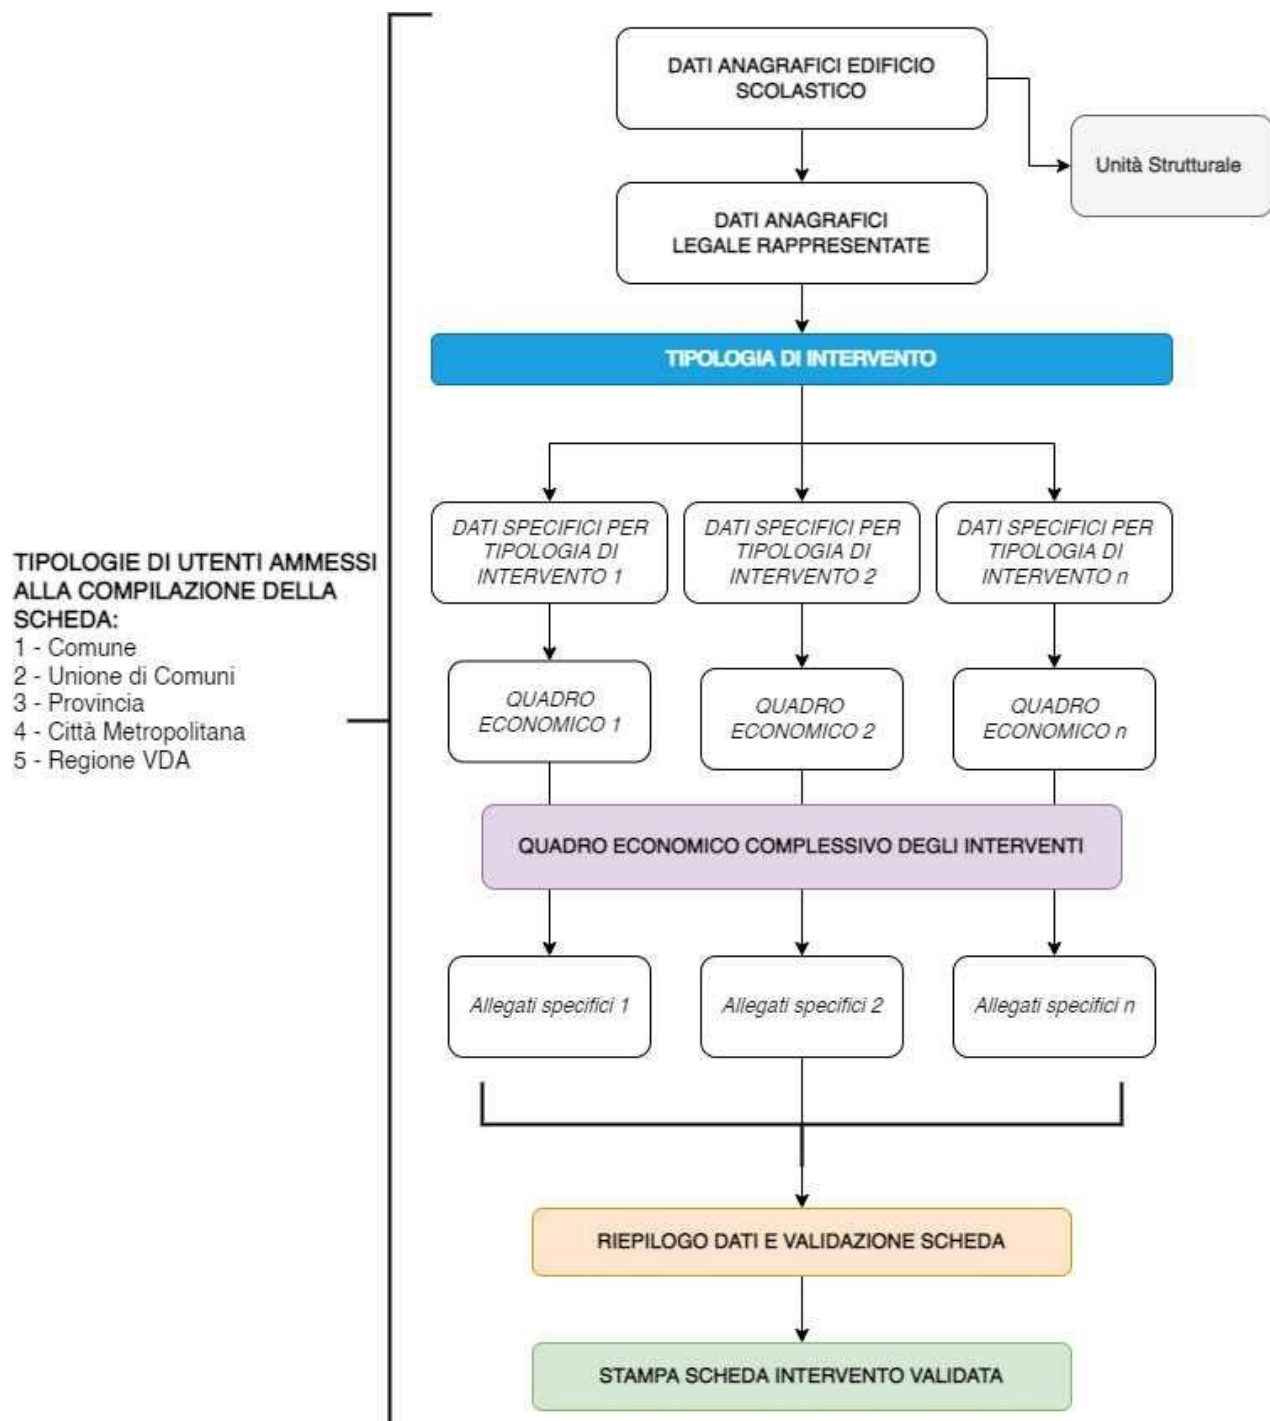 DATI ANAGRAFICI EDIFICIO
SCOLASTICO
Unità Strutturale
DATI ANAGRAFICI
LEGALE RAPPRESENTATE
TIPOLOGIA DI INTERVENTO
DATI SPECIFICI PER
TIPOLOGIA DI
INTERVENTO 1
DATI SPECIFICI PER
TIPOLOGIA DI
INTERVENTO 2
DATI SPECIFICI PER
TIPOLOGIA DI
INTERVENTO n
TIPOLOGIE DI UTENTI AMMESSI
ALLA COMPILAZIONE DELLA
SCHEDA:
1 - Comune
2 - Unione di Comuni
3 - Provincia
4 - Città Metropolitana
5 - Regione VDA
QUADRO
ECONOMICO 1
QUADRO
ECONOMICO 2
QUADRO
ECONOMICO n
QUADRO ECONOMICO COMPLESSIVO DEGLI INTERVENTI
Allegati specifici 1
Allegati specifici 2
Allegati specifici n
RIEPILOGO DATI E VALIDAZIONE SCHEDA
STAMPA SCHEDA INTERVENTO VALIDATA